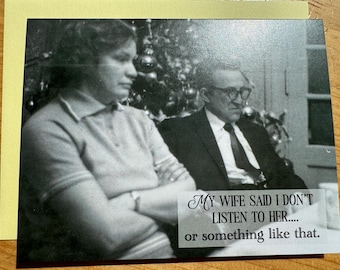 My wife said I don't
listen to her....
or something like that.